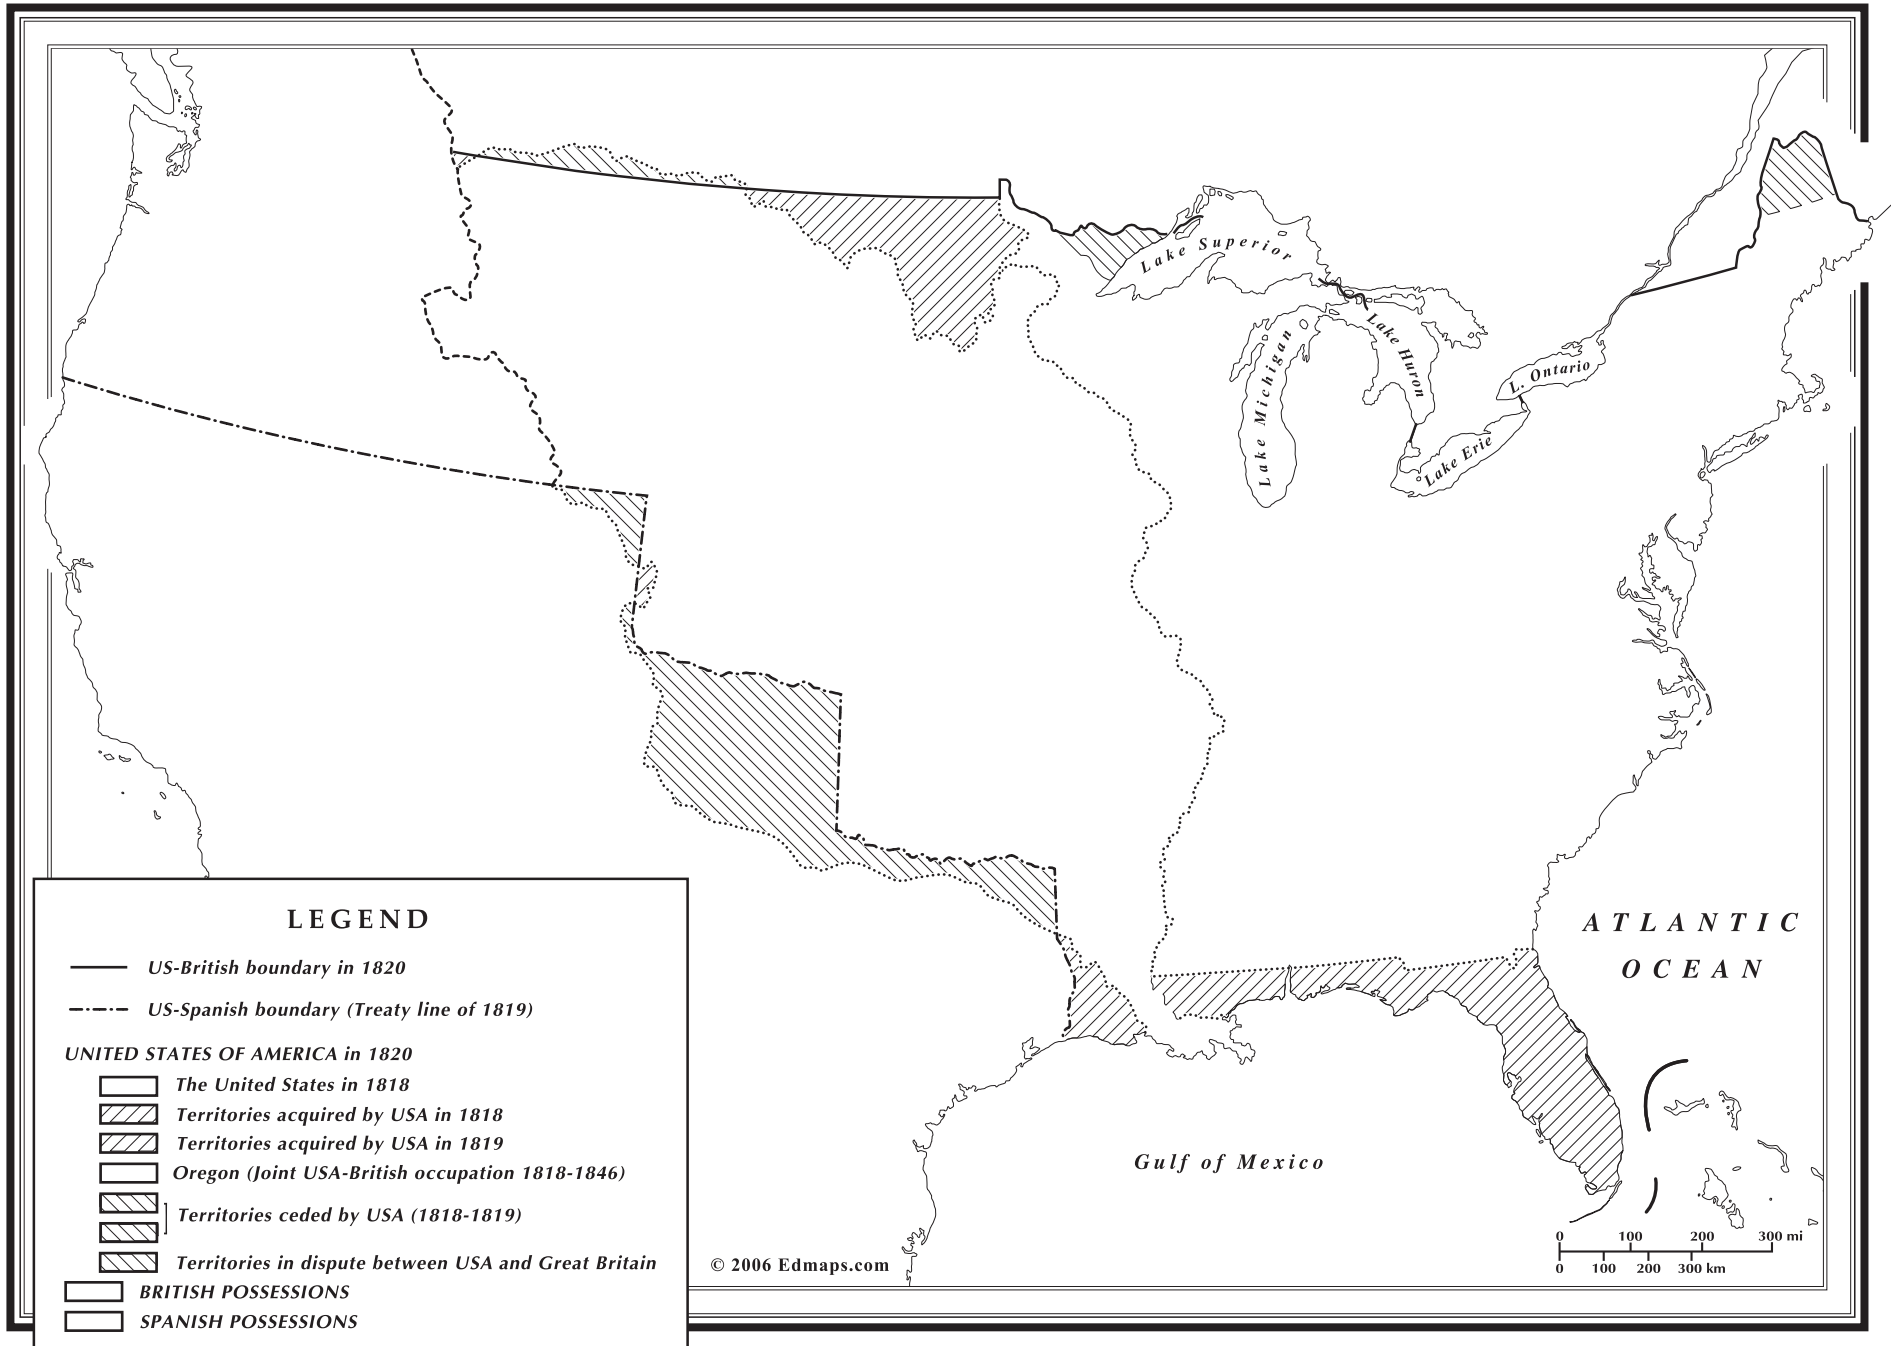 Lake Superior
Lake Michigan
Lake Huron
L. Ontario
Lake Erie
ATLANTIC
OCEAN
Gulf of Mexico
LEGEND
US-British boundary in 1820
US-Spanish boundary (Treaty line of 1819)
UNITED STATES OF AMERICA in 1820
The United States in 1818
Territories acquired by USA in 1818
Territories acquired by USA in 1819
Oregon (Joint USA-British occupation 1818-1846)
Territories ceded by USA (1818-1819)
Territories in dispute between USA and Great Britain
BRITISH POSSESSIONS
SPANISH POSSESSIONS
© 2006 Edmaps.com
0 100 200 300 mi
0 100 200 300 km